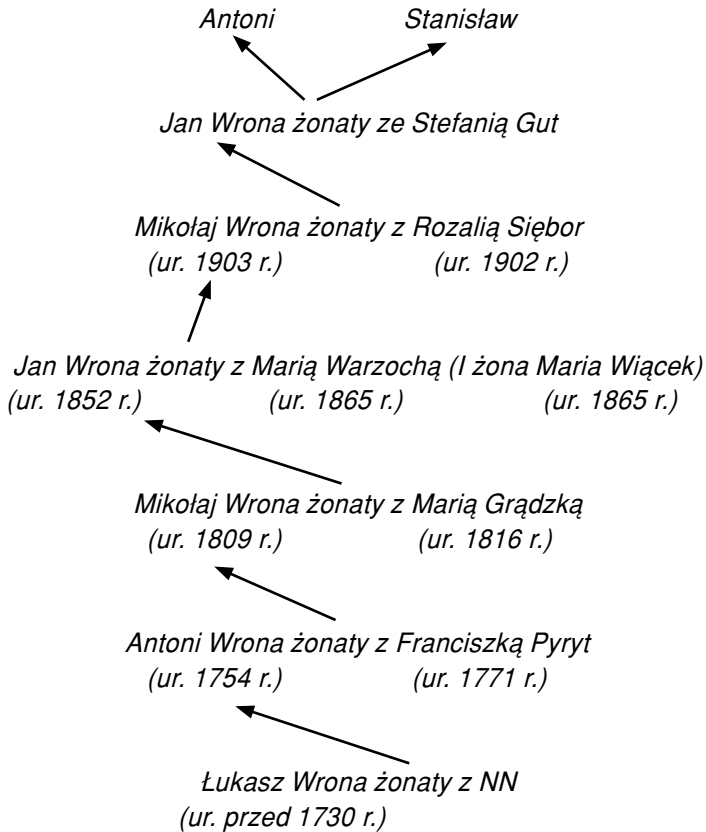 Antoni Stanisław
Jan Wrona żonaty ze Stefanią Gut
Mikołaj Wrona żonaty z Rozalią Siębor
(ur. 1903 r.) (ur. 1902 r.)
Jan Wrona żonaty z Marią Warzochą (I żona Maria Wiącek)
(ur. 1852 r.) (ur. 1865 r.) (ur. 1865 r.)
Mikołaj Wrona żonaty z Marią Grądzką
(ur. 1809 r.) (ur. 1816 r.)
Antoni Wrona żonaty z Franciszką Pyryt
(ur. 1754 r.) (ur. 1771 r.)
Łukasz Wrona żonaty z NN
(ur. przed 1730 r.)